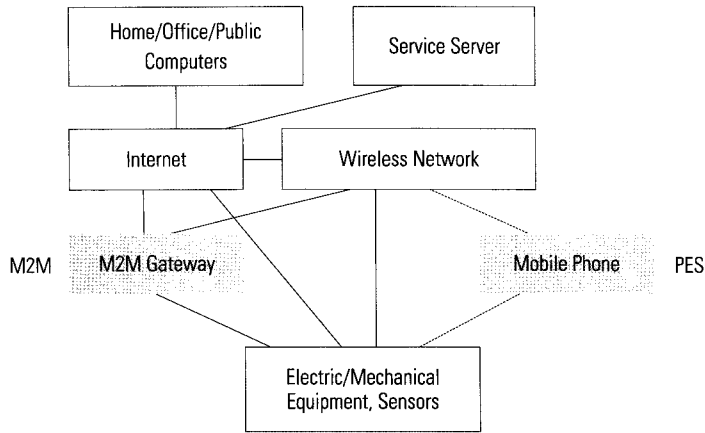 Home/Office/Public
Computers
Service Server
Internet
Wireless Network
M2M
M2M Gateway
Mobile Phone
PES
Electric/Mechanical
Equipment, Sensors